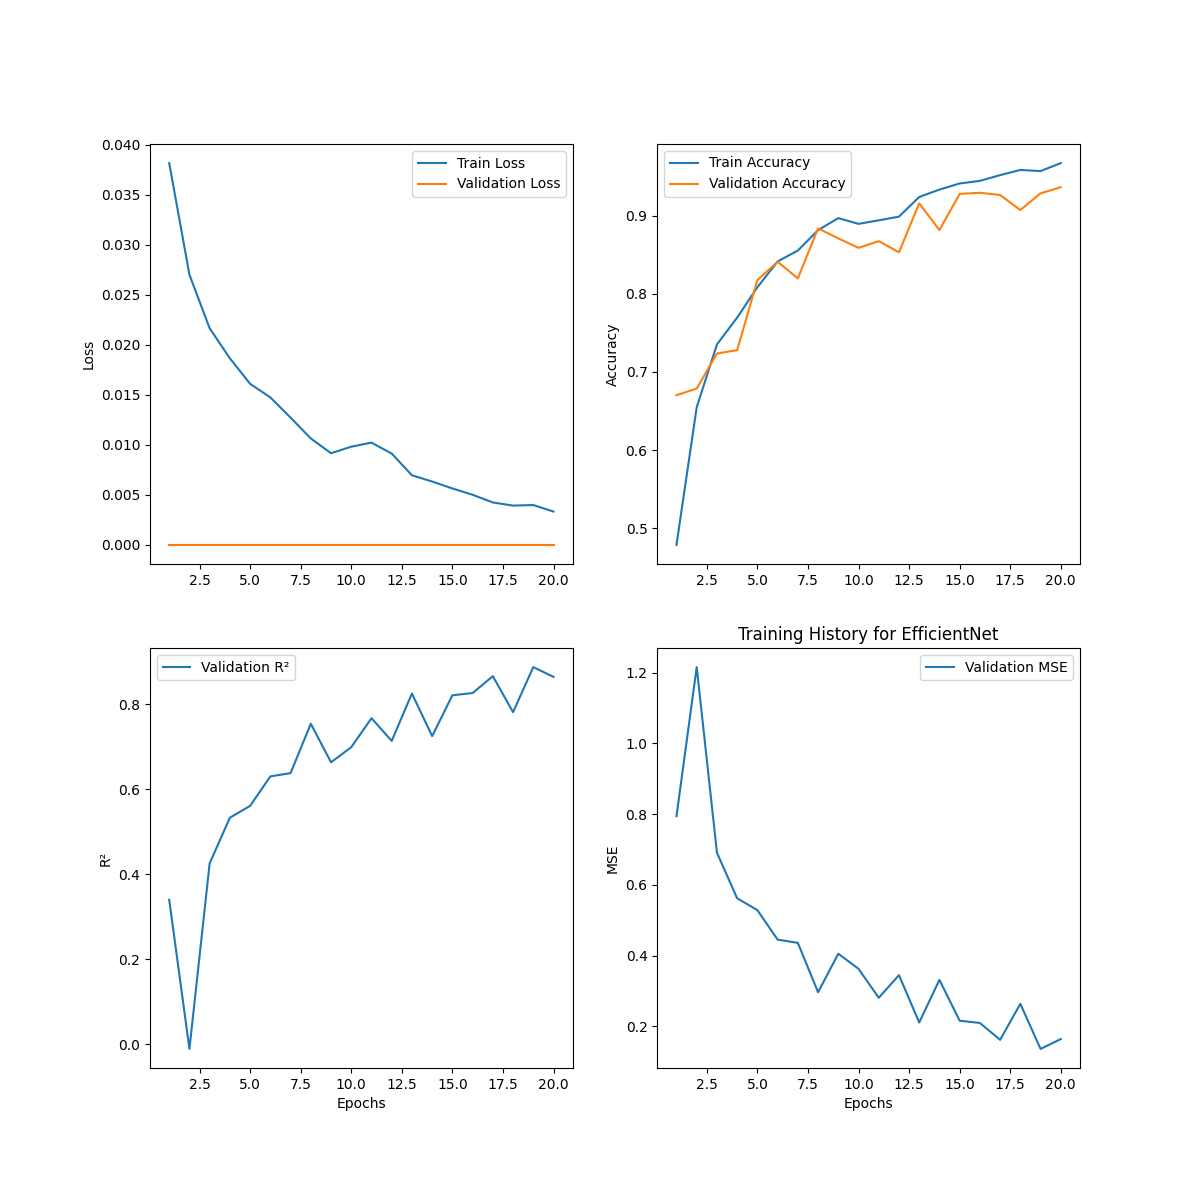 Train Loss
Validation Loss
0.040
0.035
0.030
0.025
0.020
0.015
0.010
0.005
0.000
Loss
2.5 5.0 7.5 10.0 12.5 15.0 17.5 20.0
Train Accuracy
Validation Accuracy
0.9
0.8
0.7
0.6
0.5
Accuracy
2.5 5.0 7.5 10.0 12.5 15.0 17.5 20.0
Validation R²
0.8
0.6
0.4
0.2
0.0
R²
2.5 5.0 7.5 10.0 12.5 15.0 17.5 20.0
Epochs
Training History for EfficientNet
Validation MSE
1.2
1.0
0.8
0.6
0.4
0.2
MSE
2.5 5.0 7.5 10.0 12.5 15.0 17.5 20.0
Epochs